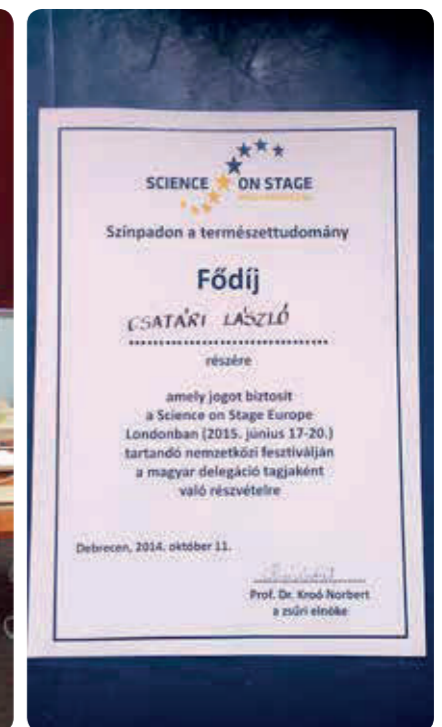 SCIENCE ON STAGE
Színpadon a természettudomány
Fődíj
CSATÁRI LÁSZLÓ
részére
amely jogot biztosít
a Science on Stage Europe
Londonban (2015. június 17-20.)
tartandó nemzetközi fesztiválján
a magyar delegáció tagjaként
való részvételre
Debrecen, 2014. október 11.
Prof. Dr. Kroó Norbert
a zsűri elnöke